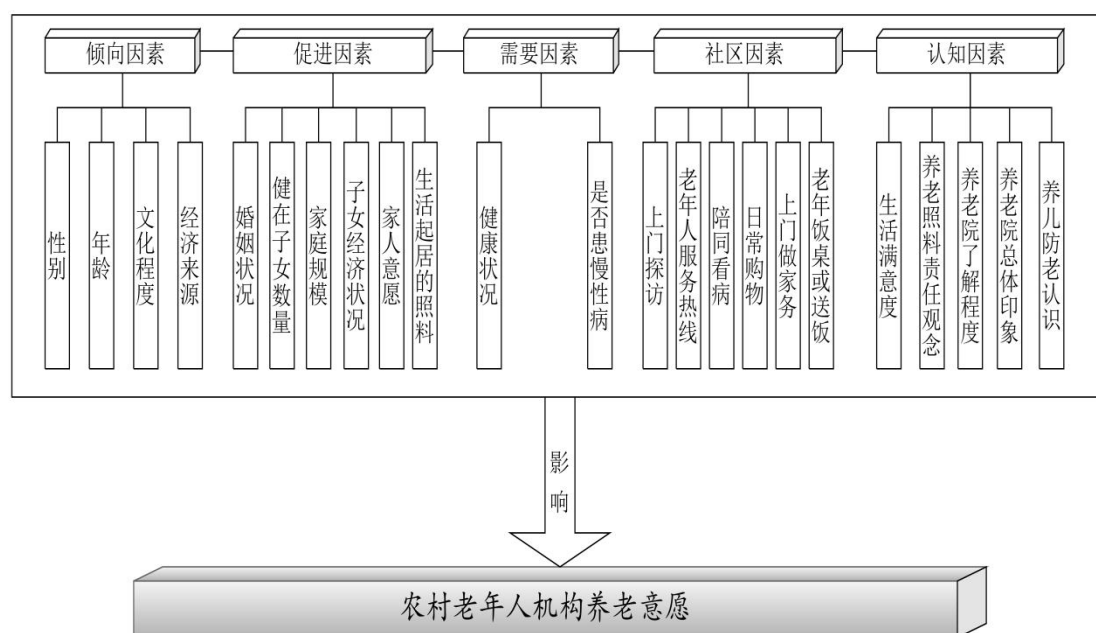 倾向因素
促进因素
需要因素
社区因素
认知因素
性别
年龄
文化程度
经济来源
婚姻状况
健在子女数量
家庭规模
子女经济状况
家人意愿
生活起居的照料
健康状况
是否患慢性病
上门探访
老年人服务热线
陪同看病
日常购物
上门做家务
老年饭桌或送饭
生活满意度
养老照料责任观念
养老院了解程度
养老院总体印象
养儿防老认识
影响
农村老年人机构养老意愿